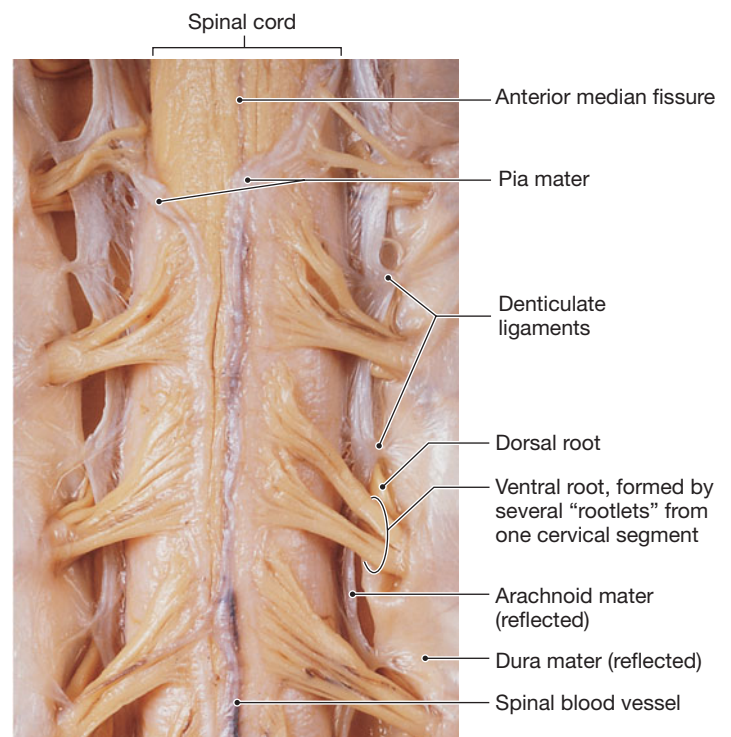 Spinal cord
Anterior median fissure
Pia mater
Denticulate
ligaments
Dorsal root
Ventral root, formed by
several “rootlets” from
one cervical segment
Arachnoid mater
(reflected)
Dura mater (reflected)
Spinal blood vessel